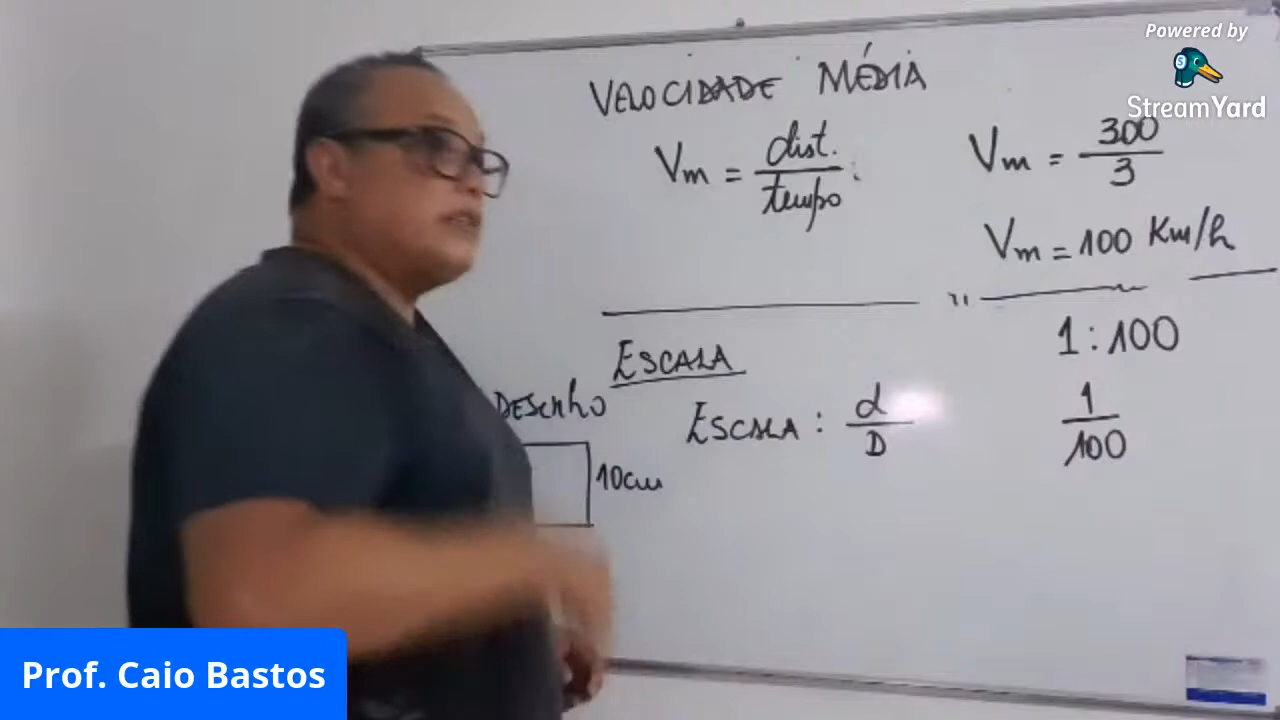 Powered by
StreamYard
VELOCIDADE MÉDIA
Vm = dist. / tempo
Vm = 300 / 3
Vm = 100 Km/h
ESCALA
1:100
DESENHO
ESCALA: d / D
1 / 100
10cm
Prof. Caio Bastos